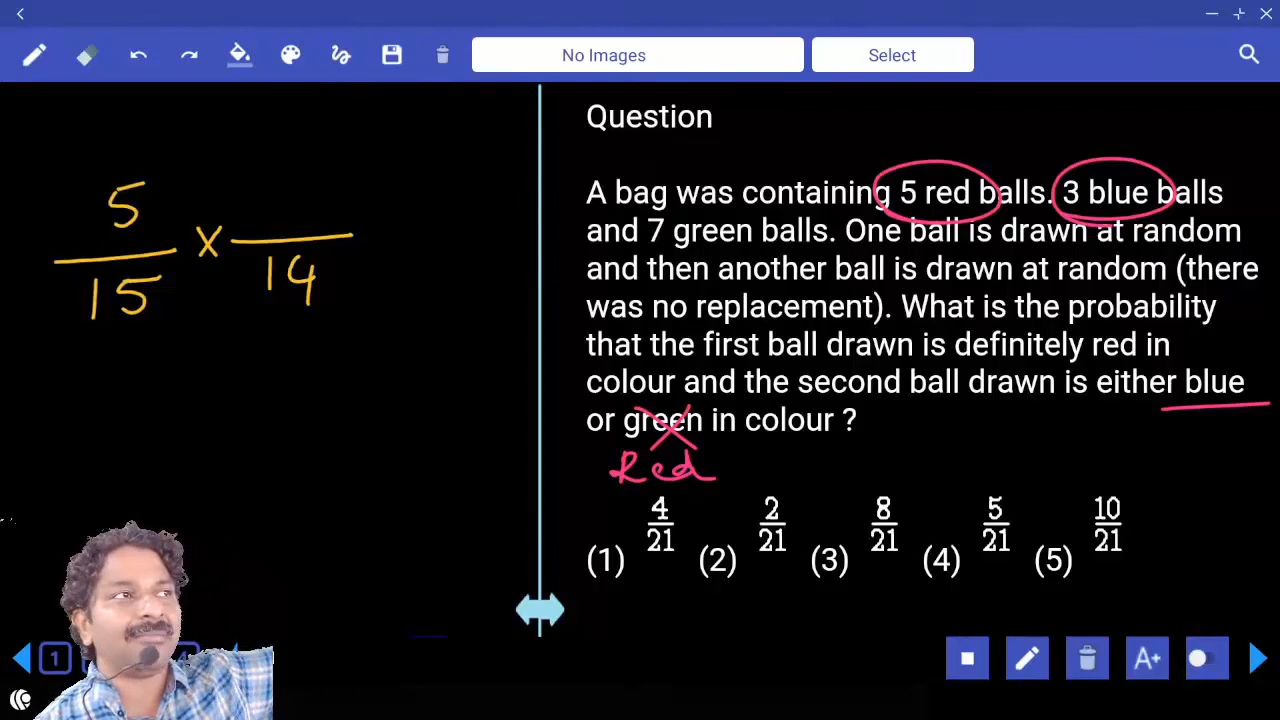 No Images
Select
Question
A bag was containing 5 red balls. 3 blue balls
and 7 green balls. One ball is drawn at random
and then another ball is drawn at random (there
was no replacement). What is the probability
that the first ball drawn is definitely red in
colour and the second ball drawn is either blue
or green in colour ?
Red
(1) 4/21 (2) 2/21 (3) 8/21 (4) 5/21 (5) 10/21
5/15 × /14
1
4
A+